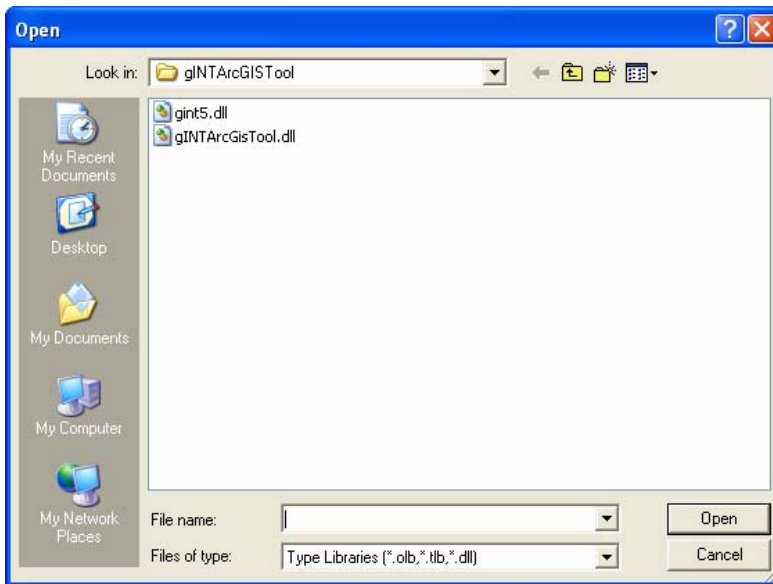 Open
Look in: gINTArcGISTool
gint5.dll
gINTArcGisTool.dll
My Recent
Documents
Desktop
My Documents
My Computer
My Network
Places
File name:
Open
Files of type: Type Libraries (*.olb,*.tlb,*.dll)
Cancel